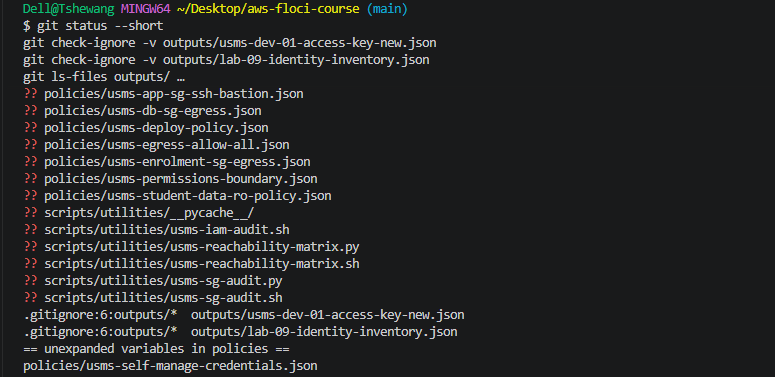 Dell@Tshewang MINGW64 ~/Desktop/aws-floci-course (main)
$ git status --short
git check-ignore -v outputs/usms-dev-01-access-key-new.json
git check-ignore -v outputs/lab-09-identity-inventory.json
git ls-files outputs/ …
?? policies/usms-app-sg-ssh-bastion.json
?? policies/usms-db-sg-egress.json
?? policies/usms-deploy-policy.json
?? policies/usms-egress-allow-all.json
?? policies/usms-enrolment-sg-egress.json
?? policies/usms-permissions-boundary.json
?? policies/usms-student-data-ro-policy.json
?? scripts/utilities/__pycache__/
?? scripts/utilities/usms-iam-audit.sh
?? scripts/utilities/usms-reachability-matrix.py
?? scripts/utilities/usms-reachability-matrix.sh
?? scripts/utilities/usms-sg-audit.py
?? scripts/utilities/usms-sg-audit.sh
.gitignore:6:outputs/*  outputs/usms-dev-01-access-key-new.json
.gitignore:6:outputs/*  outputs/lab-09-identity-inventory.json
== unexpanded variables in policies ==
policies/usms-self-manage-credentials.json